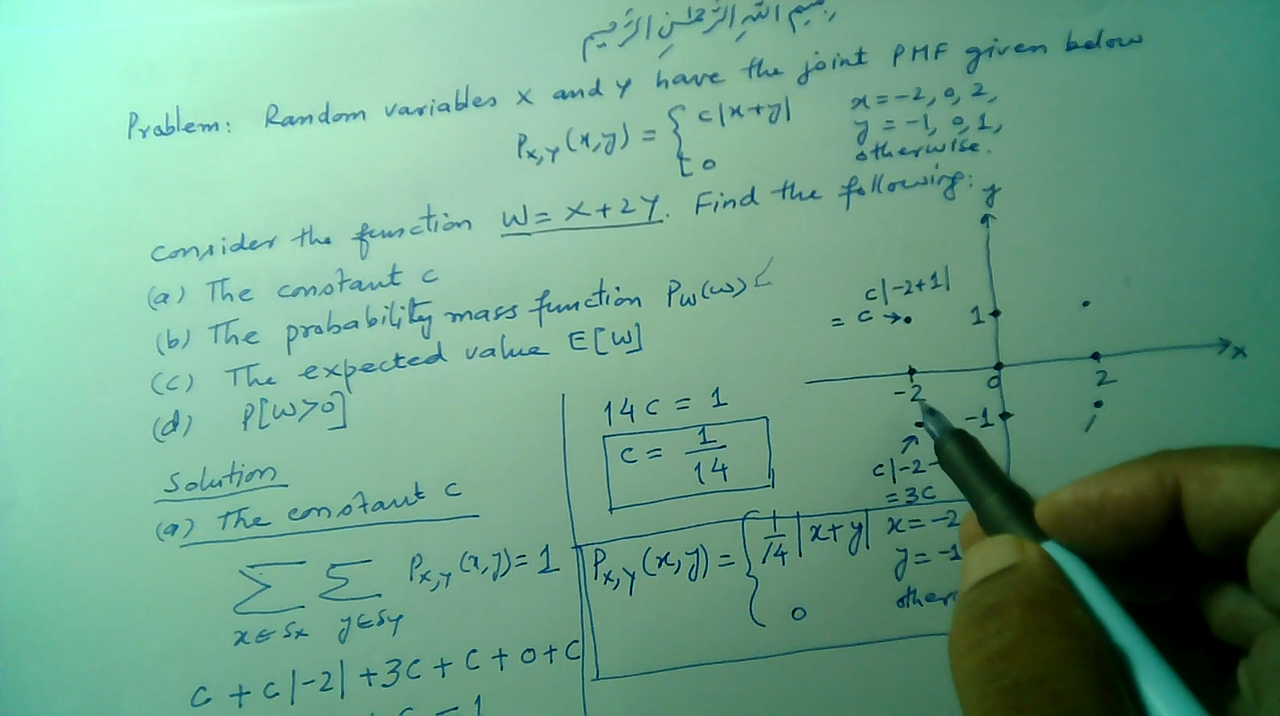 بسم الله الرحمن الرحيم
Problem: Random variables X and Y have the joint PMF given below
P_{X,Y}(x,y) = { c|x+y| x = -2, 0, 2,
y = -1, 0, 1,
0 otherwise.
Consider the function W = X + 2Y. Find the following:
(a) The constant c
(b) The probability mass function P_W(w)
(c) The expected value E[W]
(d) P[W>0]
Solution
(a) The constant c
∑ ∑ P_{X,Y}(x,y) = 1
x∈S_X y∈S_Y
C + C|-2| + 3C + C + 0 + C
C = 1
14C = 1
C = 1/14
P_{X,Y}(x,y) = { 1/14 |x+y| x = -2
y = -1
0 other
y
c|-2+1|
= C →
1
x
-2
0
2
-1
c|-2-
= 3C